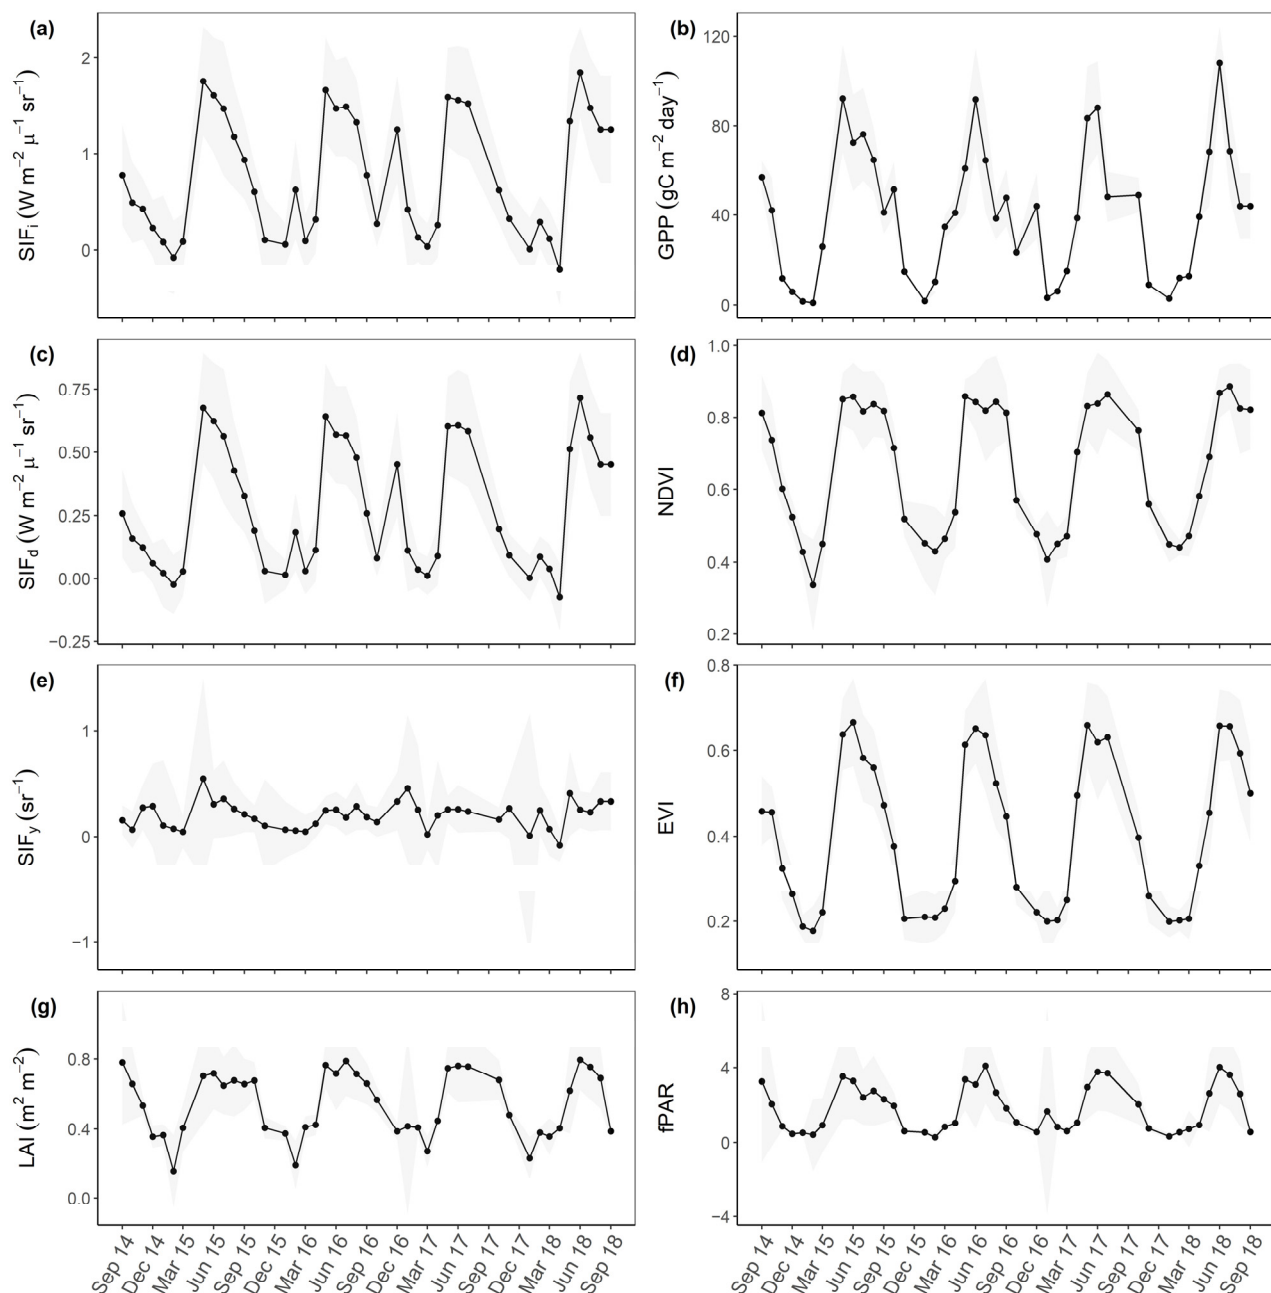 (a)
SIFi (W m−2 μ−1 sr−1)
2
1
0
(b)
GPP (gC m−2 day−1)
120
80
40
0
(c)
SIFd (W m−2 μ−1 sr−1)
0.75
0.50
0.25
0.00
−0.25
(d)
NDVI
1.0
0.8
0.6
0.4
0.2
(e)
SIFy (sr−1)
1
0
−1
(f)
EVI
0.8
0.6
0.4
0.2
(g)
LAI (m2 m−2)
0.8
0.4
0.0
(h)
fPAR
8
4
0
−4
Sep 14
Dec 14
Mar 15
Jun 15
Sep 15
Dec 15
Mar 16
Jun 16
Sep 16
Dec 16
Mar 17
Jun 17
Sep 17
Dec 17
Mar 18
Jun 18
Sep 18
Sep 14
Dec 14
Mar 15
Jun 15
Sep 15
Dec 15
Mar 16
Jun 16
Sep 16
Dec 16
Mar 17
Jun 17
Sep 17
Dec 17
Mar 18
Jun 18
Sep 18